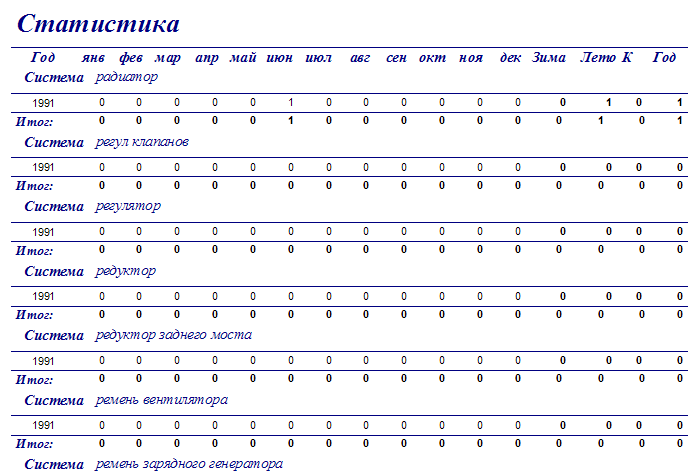 Статистика
Год янв фев мар апр май июн июл авг сен окт ноя дек Зима Лето К Год
Система радиатор
1991 0 0 0 0 0 1 0 0 0 0 0 0 0 1 0 1
Итог: 0 0 0 0 0 1 0 0 0 0 0 0 0 1 0 1
Система регул клапанов
1991 0 0 0 0 0 0 0 0 0 0 0 0 0 0 0 0
Итог: 0 0 0 0 0 0 0 0 0 0 0 0 0 0 0 0
Система регулятор
1991 0 0 0 0 0 0 0 0 0 0 0 0 0 0 0 0
Итог: 0 0 0 0 0 0 0 0 0 0 0 0 0 0 0 0
Система редуктор
1991 0 0 0 0 0 0 0 0 0 0 0 0 0 0 0 0
Итог: 0 0 0 0 0 0 0 0 0 0 0 0 0 0 0 0
Система редуктор заднего моста
1991 0 0 0 0 0 0 0 0 0 0 0 0 0 0 0 0
Итог: 0 0 0 0 0 0 0 0 0 0 0 0 0 0 0 0
Система ремень вентилятора
1991 0 0 0 0 0 0 0 0 0 0 0 0 0 0 0 0
Итог: 0 0 0 0 0 0 0 0 0 0 0 0 0 0 0 0
Система ремень зарядного генератора